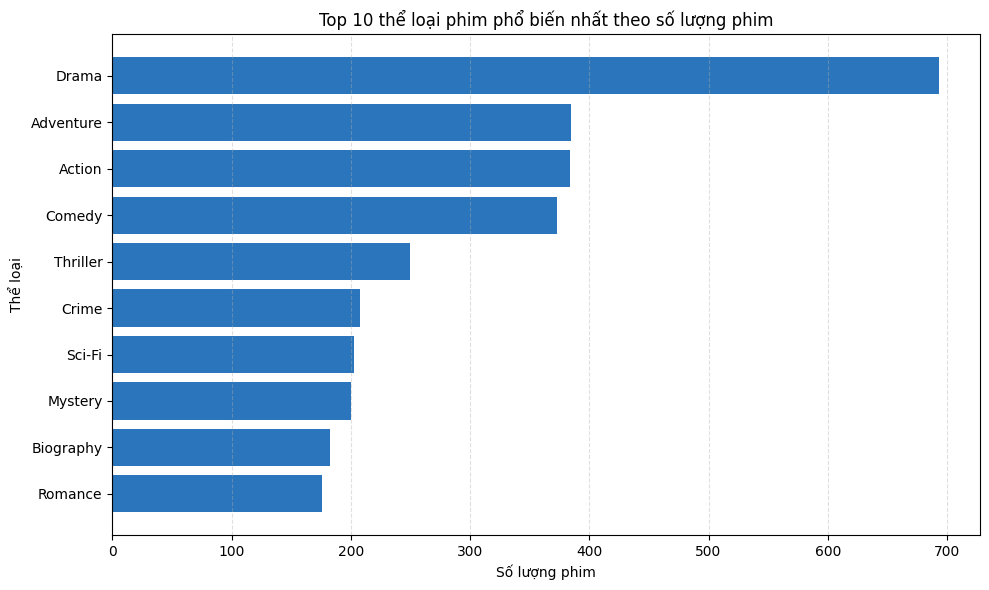 Top 10 thể loại phim phổ biến nhất theo số lượng phim
Thể loại
Drama
Adventure
Action
Comedy
Thriller
Crime
Sci-Fi
Mystery
Biography
Romance
0 100 200 300 400 500 600 700
Số lượng phim